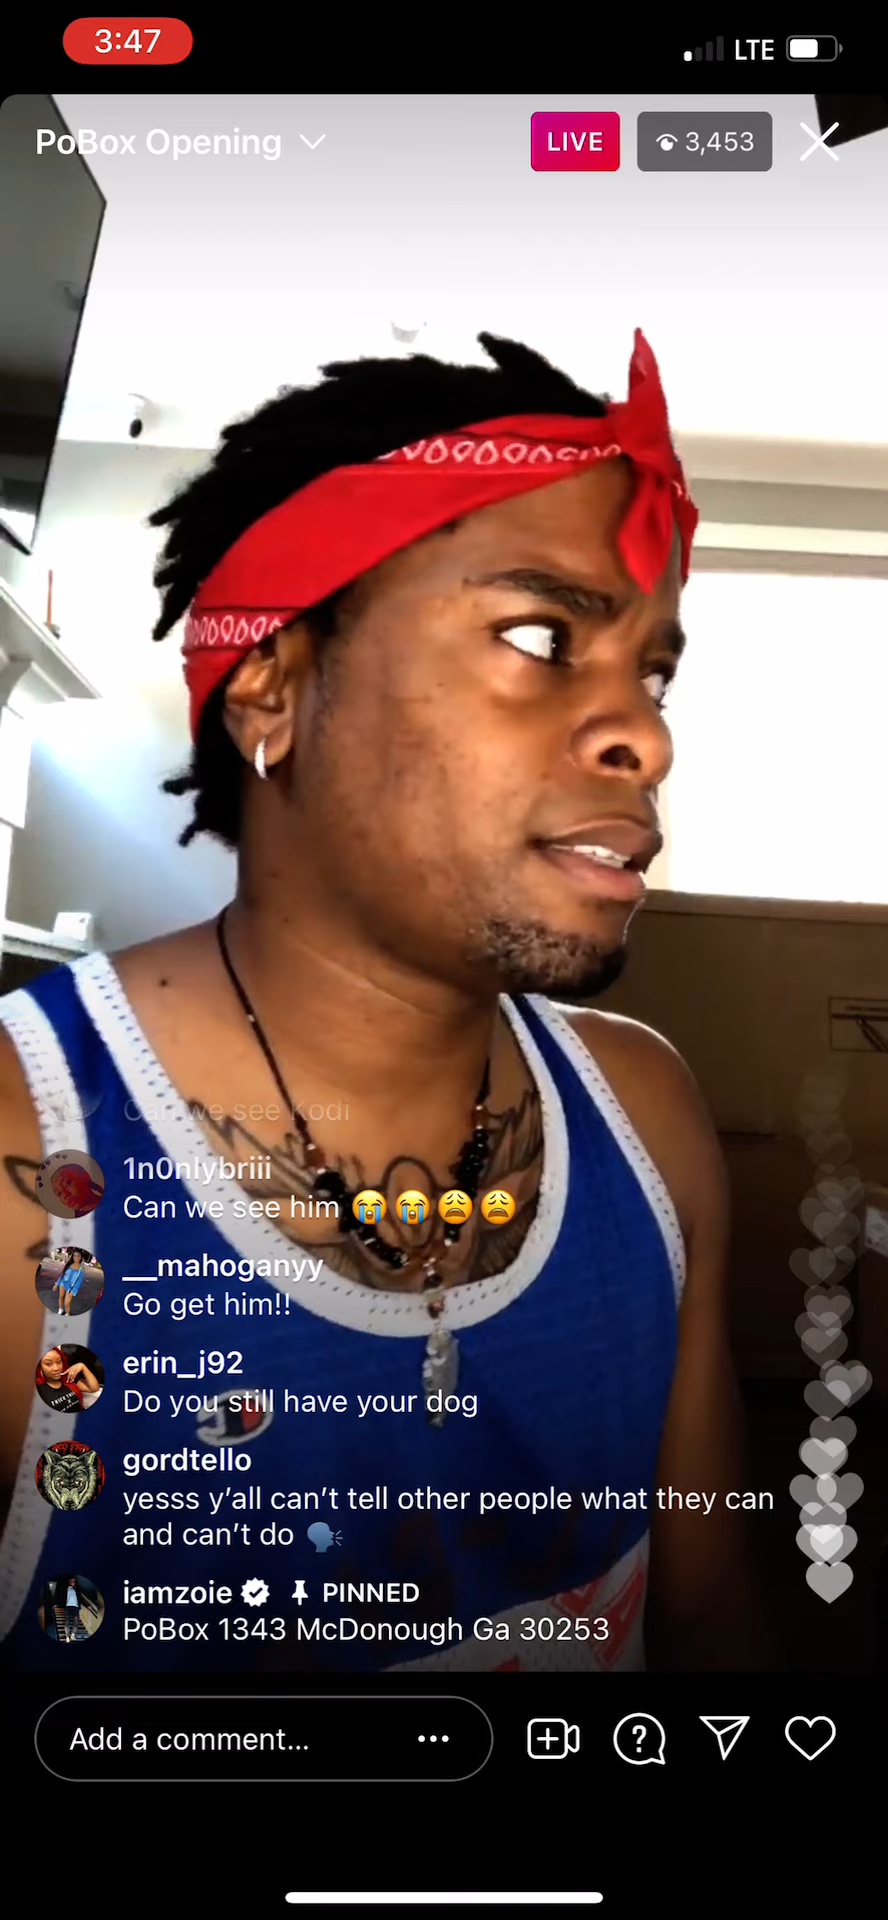 3:47
LTE
PoBox Opening
LIVE
3,453
Can we see Kodi
1n0nlybriii
Can we see him 😭😭😩😩
__mahoganyy
Go get him!!
erin_j92
Do you still have your dog
gordtello
yesss y’all can’t tell other people what they can
and can’t do 🗣️
iamzoie PINNED
PoBox 1343 McDonough Ga 30253
Add a comment...